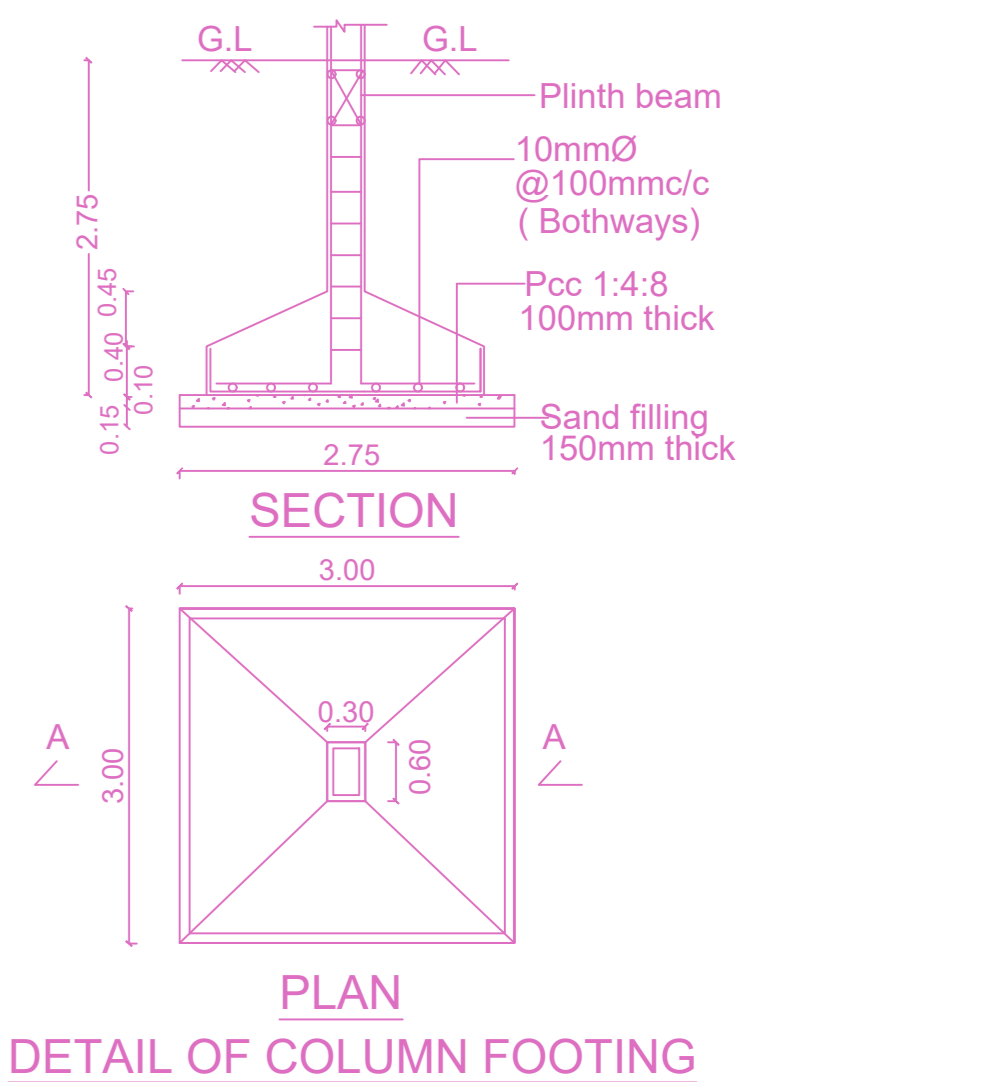 G.L
G.L
Plinth beam
10mmØ
@100mmc/c
( Bothways)
2.75
0.45
Pcc 1:4:8
100mm thick
0.40
0.10
0.15
Sand filling
150mm thick
2.75
SECTION
3.00
0.30
A
A
0.60
3.00
PLAN
DETAIL OF COLUMN FOOTING